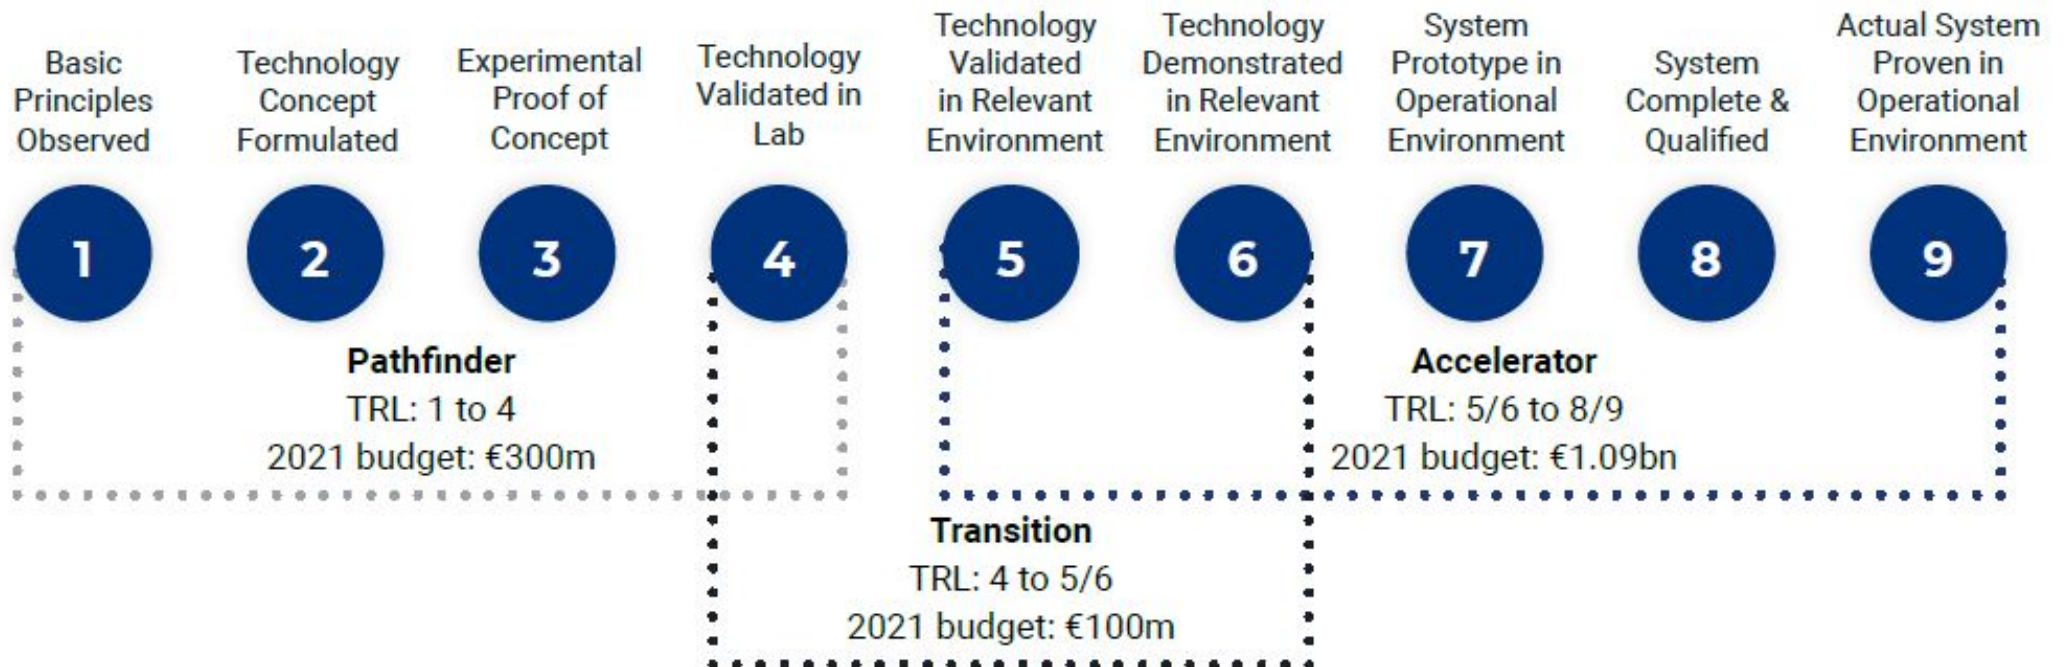 Basic
Principles
Observed
Technology
Concept
Formulated
Experimental
Proof of
Concept
Technology
Validated in
Lab
Technology
Validated
in Relevant
Environment
Technology
Demonstrated
in Relevant
Environment
System
Prototype in
Operational
Environment
System
Complete &
Qualified
Actual System
Proven in
Operational
Environment
1
2
3
4
5
6
7
8
9
Pathfinder
TRL: 1 to 4
2021 budget: €300m
Accelerator
TRL: 5/6 to 8/9
2021 budget: €1.09bn
Transition
TRL: 4 to 5/6
2021 budget: €100m